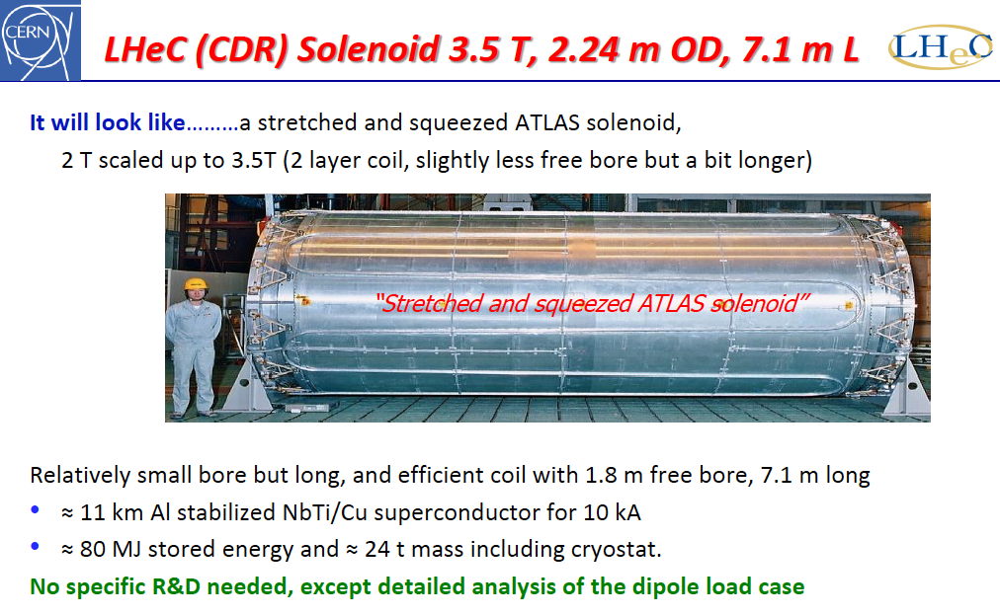 CERN
LHeC (CDR) Solenoid 3.5 T, 2.24 m OD, 7.1 m L
LHeC
It will look like.........a stretched and squeezed ATLAS solenoid,
2 T scaled up to 3.5T (2 layer coil, slightly less free bore but a bit longer)
“Stretched and squeezed ATLAS solenoid”
Relatively small bore but long, and efficient coil with 1.8 m free bore, 7.1 m long
• ≈ 11 km Al stabilized NbTi/Cu superconductor for 10 kA
• ≈ 80 MJ stored energy and ≈ 24 t mass including cryostat.
No specific R&D needed, except detailed analysis of the dipole load case